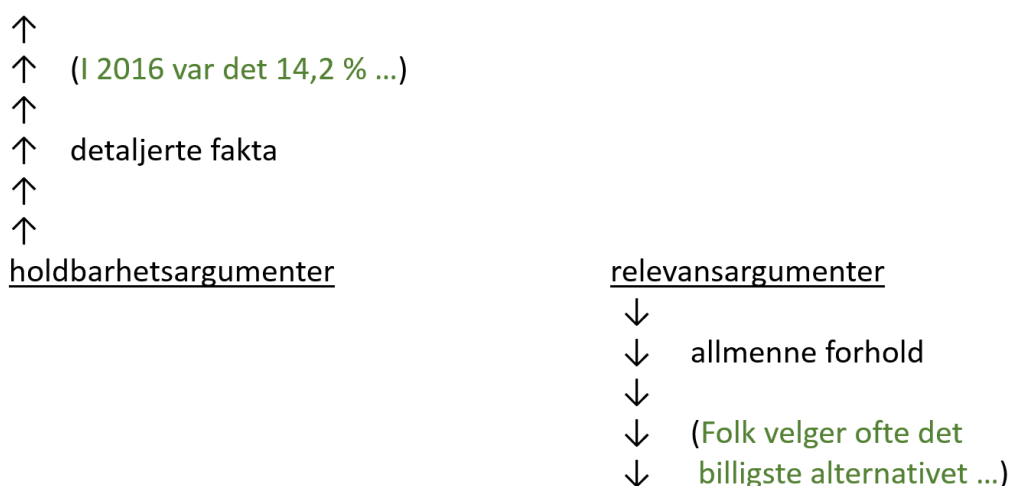 ↑
↑ (I 2016 var det 14,2 % ...)
↑
↑ detaljerte fakta
↑
↑
holdbarhetsargumenter relevansargumenter
↓
↓ allmenne forhold
↓
↓ (Folk velger ofte det
↓ billigste alternativet ...)